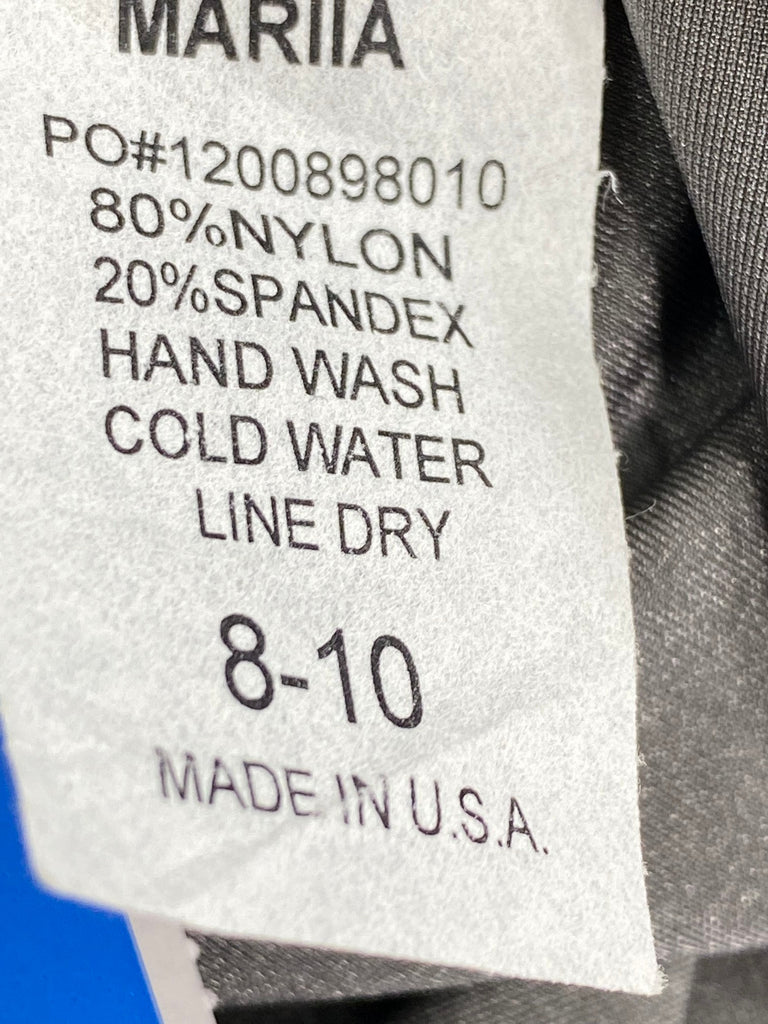 MARIIA
PO#1200898010
80%NYLON
20%SPANDEX
HAND WASH
COLD WATER
LINE DRY
8-10
MADE IN U.S.A.